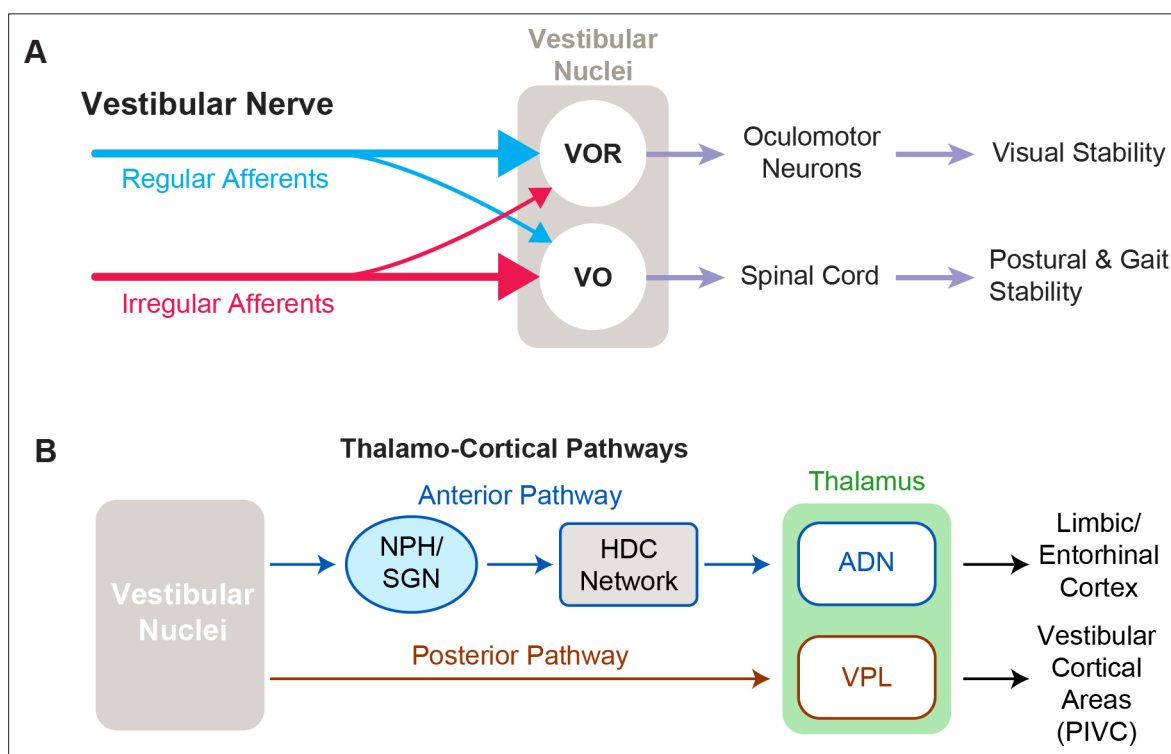 A
Vestibular
Nuclei
Vestibular Nerve
Regular Afferents
Irregular Afferents
VOR
VO
Oculomotor
Neurons
Visual Stability
Spinal Cord
Postural & Gait
Stability
B
Thalamo-Cortical Pathways
Anterior Pathway
Thalamus
Vestibular
Nuclei
NPH/
SGN
HDC
Network
ADN
Limbic/
Entorhinal
Cortex
Posterior Pathway
VPL
Vestibular
Cortical
Areas
(PIVC)